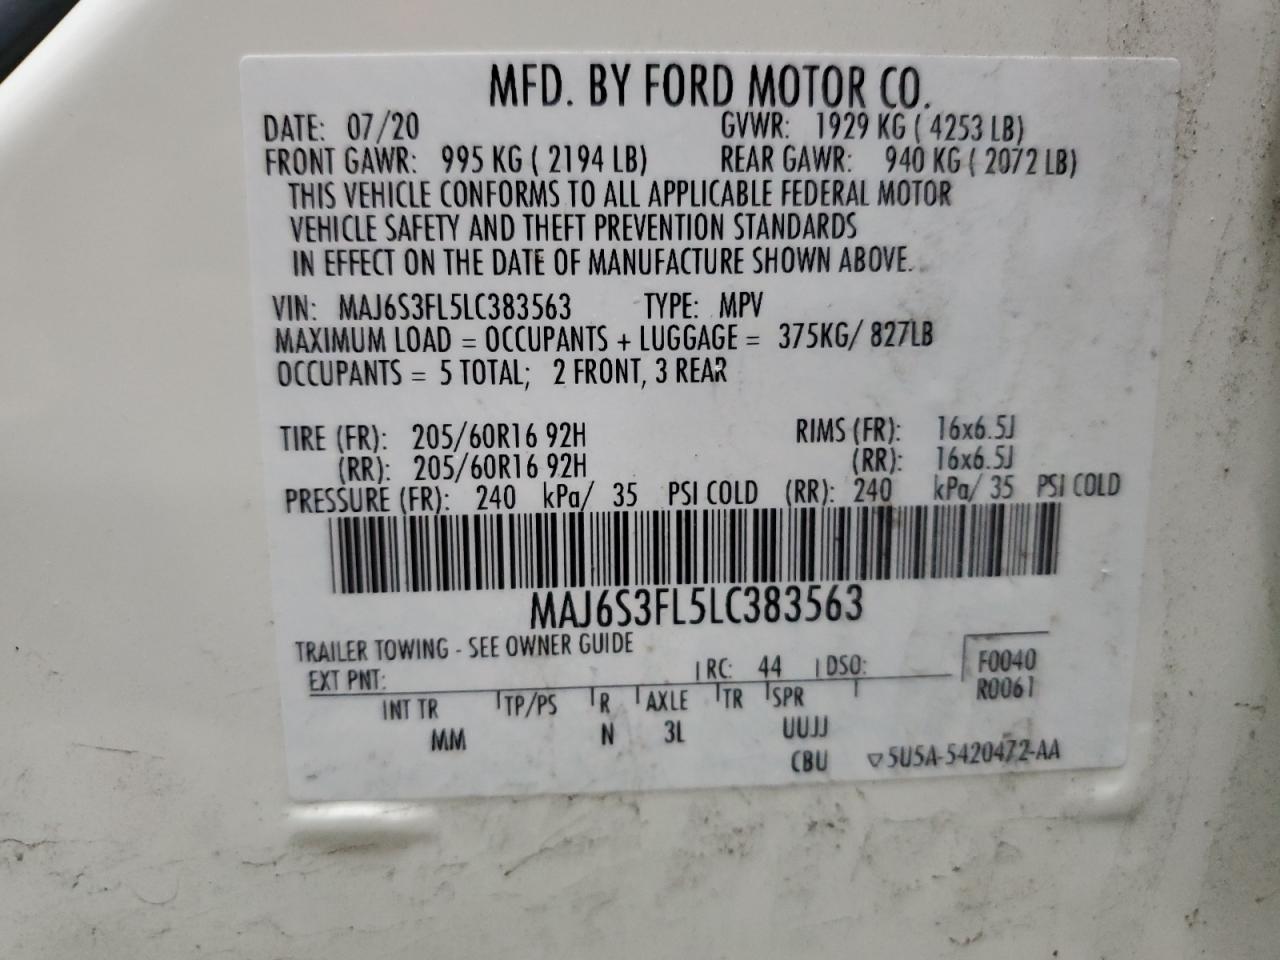 MFD. BY FORD MOTOR CO.
DATE: 07/20 GVWR: 1929 KG ( 4253 LB)
FRONT GAWR: 995 KG ( 2194 LB) REAR GAWR: 940 KG ( 2072 LB)
THIS VEHICLE CONFORMS TO ALL APPLICABLE FEDERAL MOTOR
VEHICLE SAFETY AND THEFT PREVENTION STANDARDS
IN EFFECT ON THE DATE OF MANUFACTURE SHOWN ABOVE.
VIN: MAJ6S3FL5LC383563 TYPE: MPV
MAXIMUM LOAD = OCCUPANTS + LUGGAGE = 375KG/ 827LB
OCCUPANTS = 5 TOTAL; 2 FRONT, 3 REAR
TIRE (FR): 205/60R16 92H RIMS (FR): 16x6.5J
(RR): 205/60R16 92H (RR): 16x6.5J
PRESSURE (FR): 240 kPa/ 35 PSI COLD (RR): 240 kPa/ 35 PSI COLD
MAJ6S3FL5LC383563
TRAILER TOWING - SEE OWNER GUIDE
EXT PNT: RC: 44 DSO: F0040
R0061
INT TR TP/PS R AXLE TR SPR
MM N 3L UUJJ
CBU ▽5U5A-5420472-AA